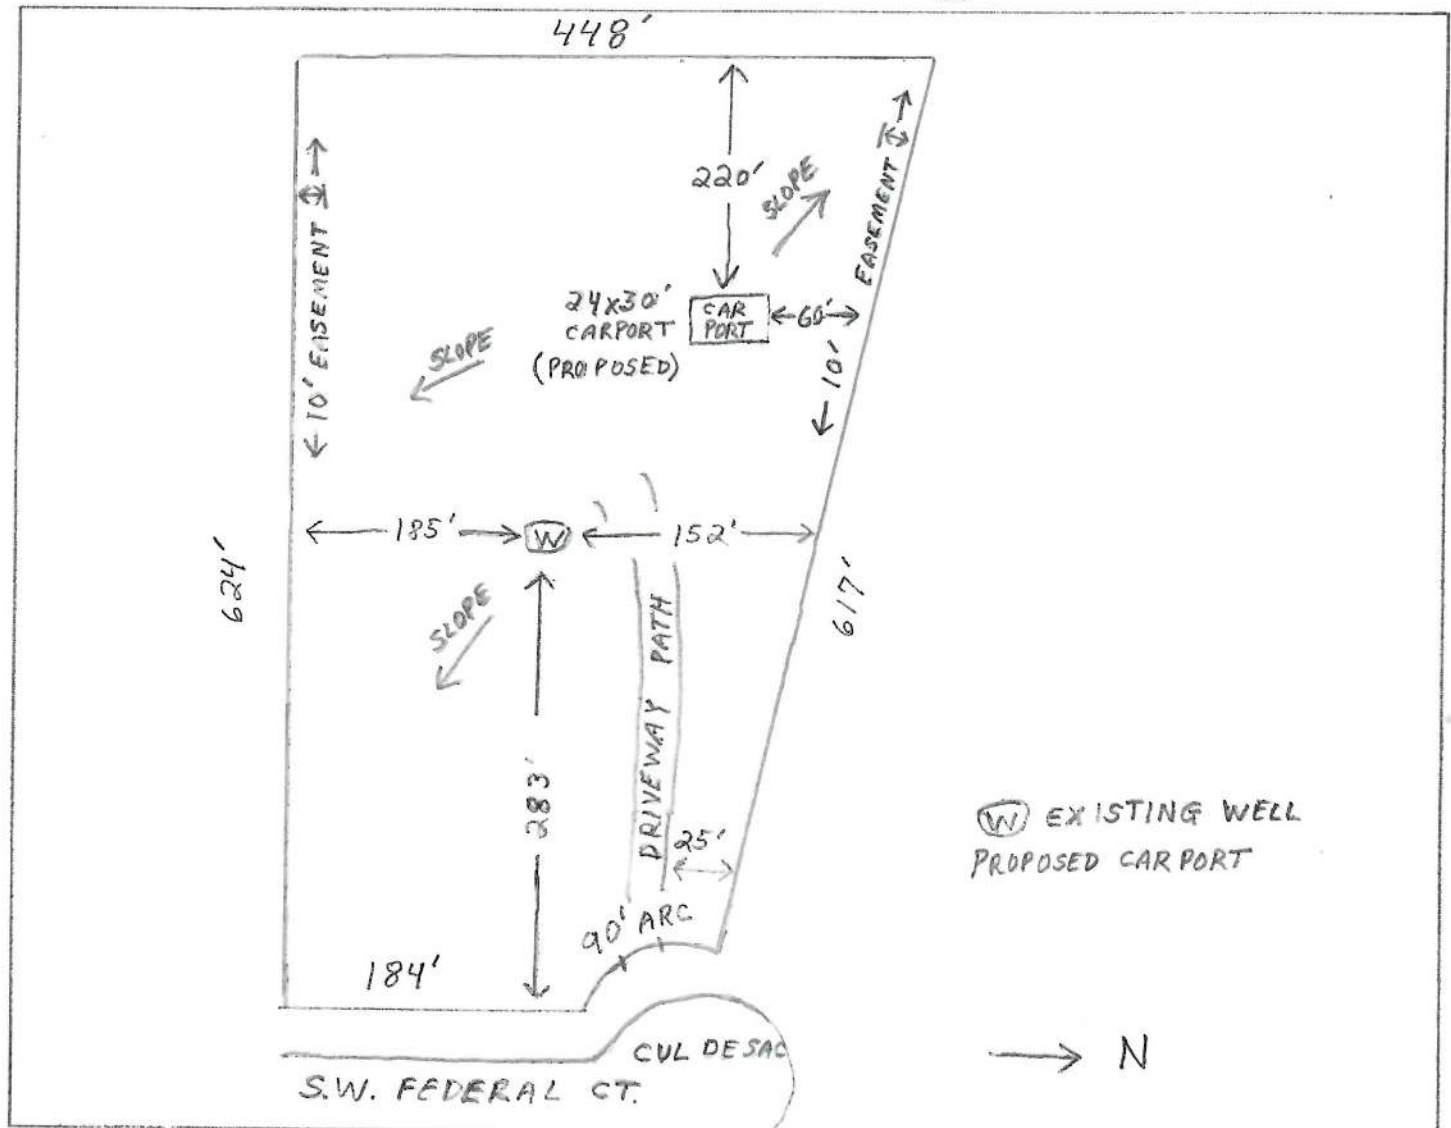 448'
220'
SLOPE
EASEMENT
10'
10' EASEMENT
24x30'
CARPORT
(PROPOSED)
CAR
PORT
60'
SLOPE
185'
W
152'
624'
617'
SLOPE
283'
DRIVEWAY PATH
25'
90' ARC
184'
W EXISTING WELL
PROPOSED CARPORT
CUL DE SAC
S.W. FEDERAL CT.
N